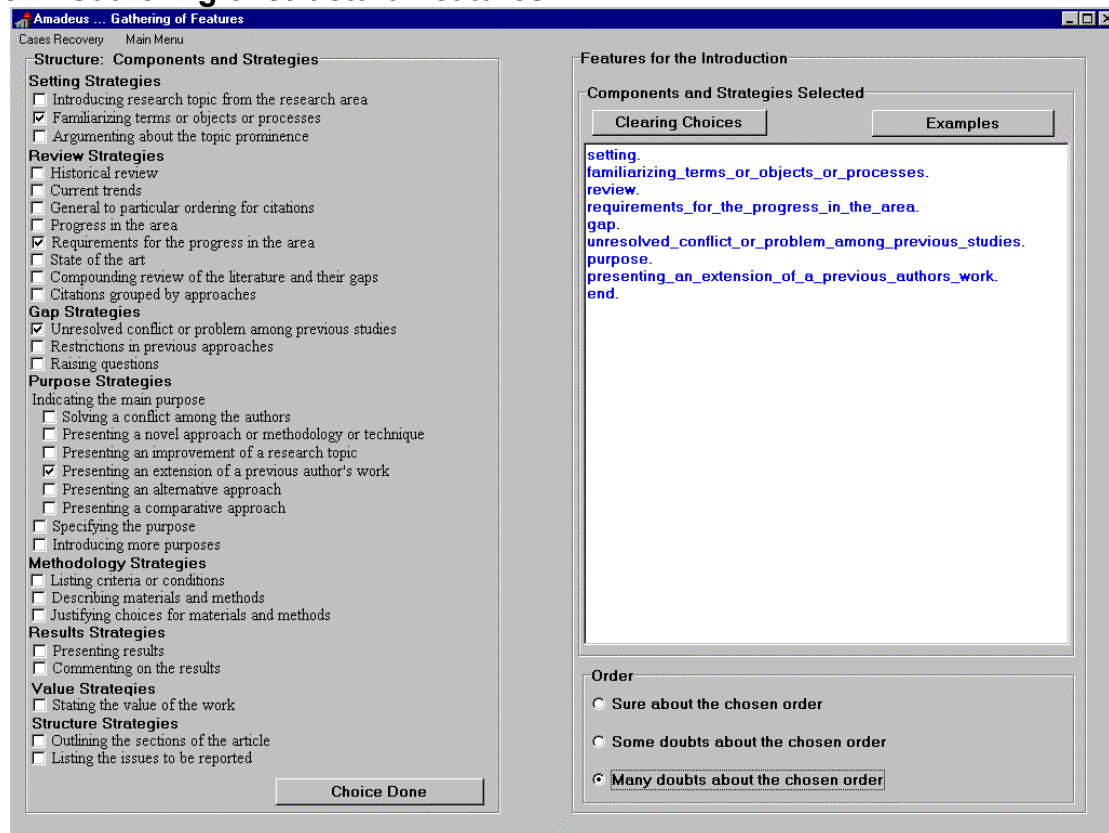 Amadeus ... Gathering of Features
Cases Recovery Main Menu
Structure: Components and Strategies
Setting Strategies
Introducing research topic from the research area
Familiarizing terms or objects or processes
Argumenting about the topic prominence
Review Strategies
Historical review
Current trends
General to particular ordering for citations
Progress in the area
Requirements for the progress in the area
State of the art
Compounding review of the literature and their gaps
Citations grouped by approaches
Gap Strategies
Unresolved conflict or problem among previous studies
Restrictions in previous approaches
Raising questions
Purpose Strategies
Indicating the main purpose
Solving a conflict among the authors
Presenting a novel approach or methodology or technique
Presenting an improvement of a research topic
Presenting an extension of a previous author's work
Presenting an alternative approach
Presenting a comparative approach
Specifying the purpose
Introducing more purposes
Methodology Strategies
Listing criteria or conditions
Describing materials and methods
Justifying choices for materials and methods
Results Strategies
Presenting results
Commenting on the results
Value Strategies
Stating the value of the work
Structure Strategies
Outlining the sections of the article
Listing the issues to be reported
Choice Done
Features for the Introduction
Components and Strategies Selected
Clearing Choices
Examples
setting.
familiarizing_terms_or_objects_or_processes.
review.
requirements_for_the_progress_in_the_area.
gap.
unresolved_conflict_or_problem_among_previous_studies.
purpose.
presenting_an_extension_of_a_previous_authors_work.
end.
Order
Sure about the chosen order
Some doubts about the chosen order
Many doubts about the chosen order